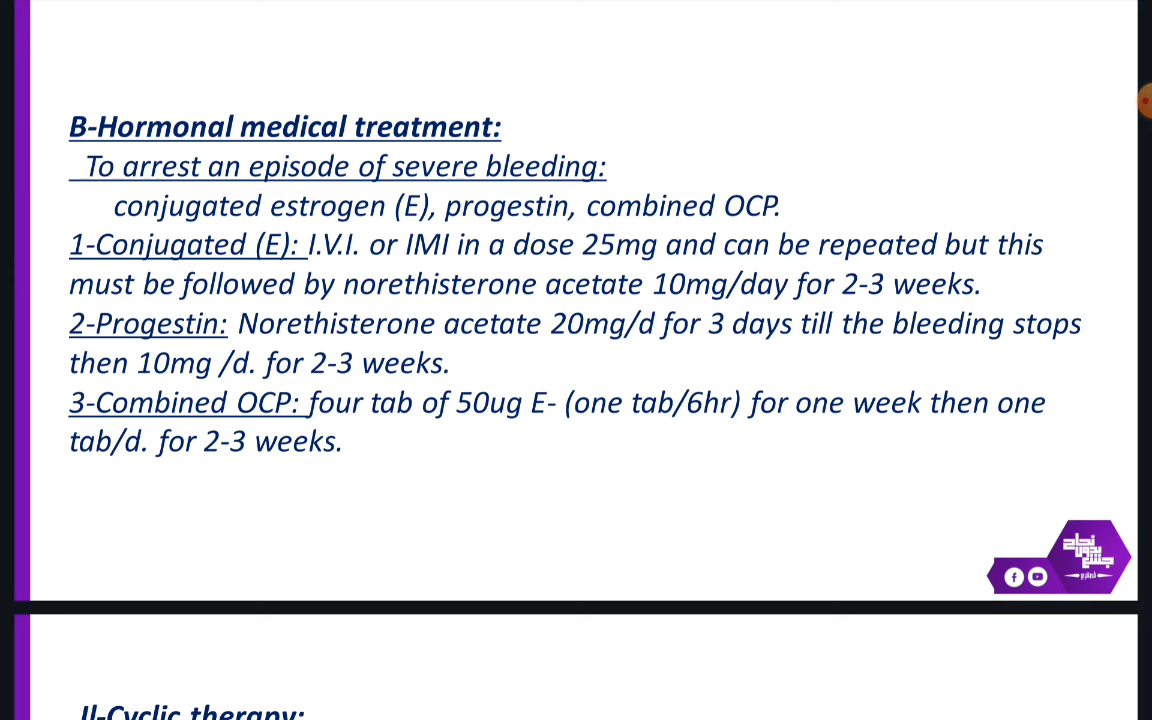 B-Hormonal medical treatment:
To arrest an episode of severe bleeding:
conjugated estrogen (E), progestin, combined OCP.
1-Conjugated (E): I.V.I. or IMI in a dose 25mg and can be repeated but this
must be followed by norethisterone acetate 10mg/day for 2-3 weeks.
2-Progestin: Norethisterone acetate 20mg/d for 3 days till the bleeding stops
then 10mg /d. for 2-3 weeks.
3-Combined OCP: four tab of 50ug E- (one tab/6hr) for one week then one
tab/d. for 2-3 weeks.
II-Cyclic therapy: